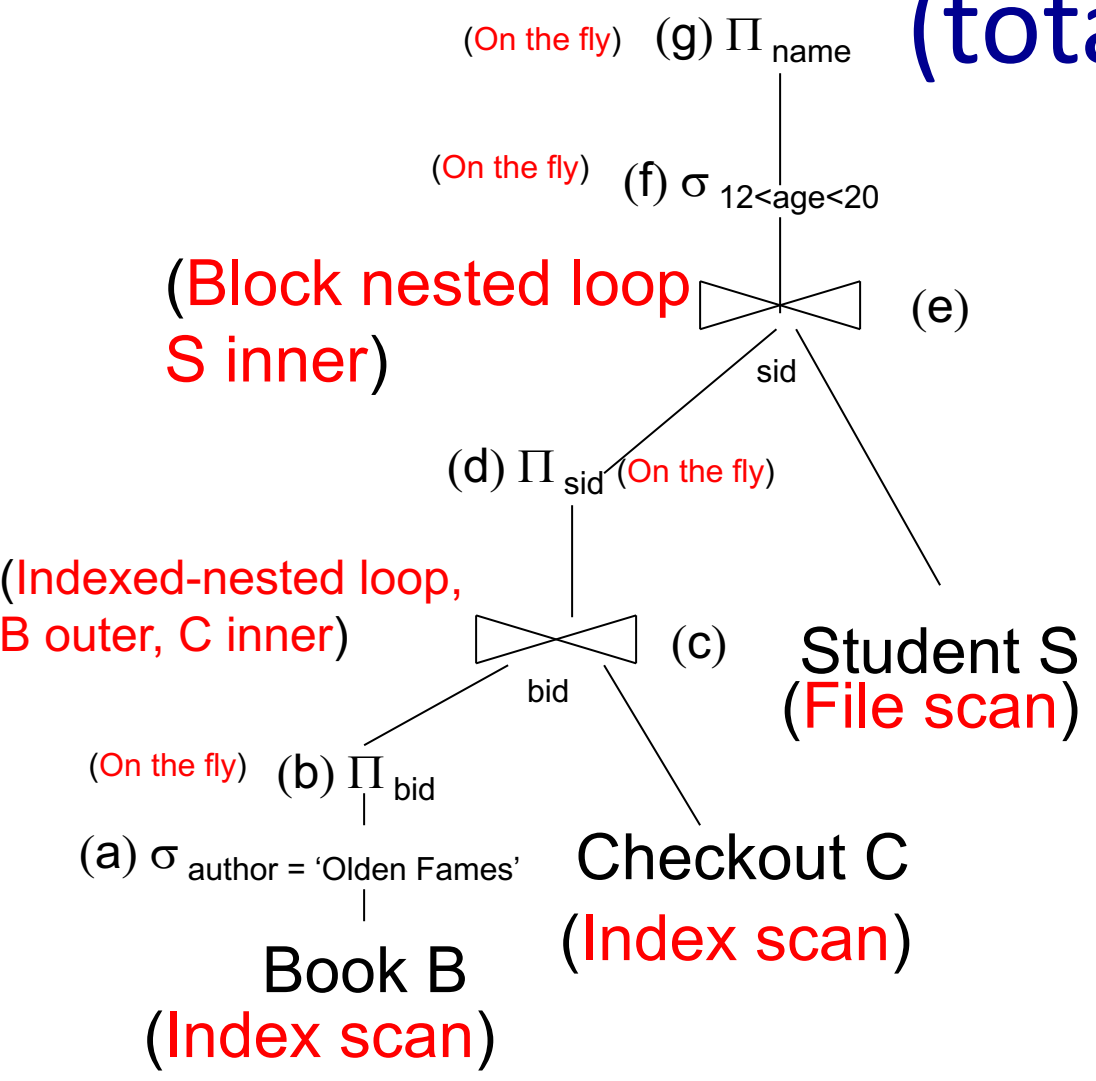 (tota
(On the fly) (g) Π name
(On the fly) (f) σ 12<age<20
(Block nested loop
S inner)
(e)
sid
(d) Π sid (On the fly)
(Indexed-nested loop,
B outer, C inner)
(c)
bid
Student S
(File scan)
(On the fly) (b) Π bid
(a) σ author = ‘Olden Fames’
Checkout C
(Index scan)
Book B
(Index scan)